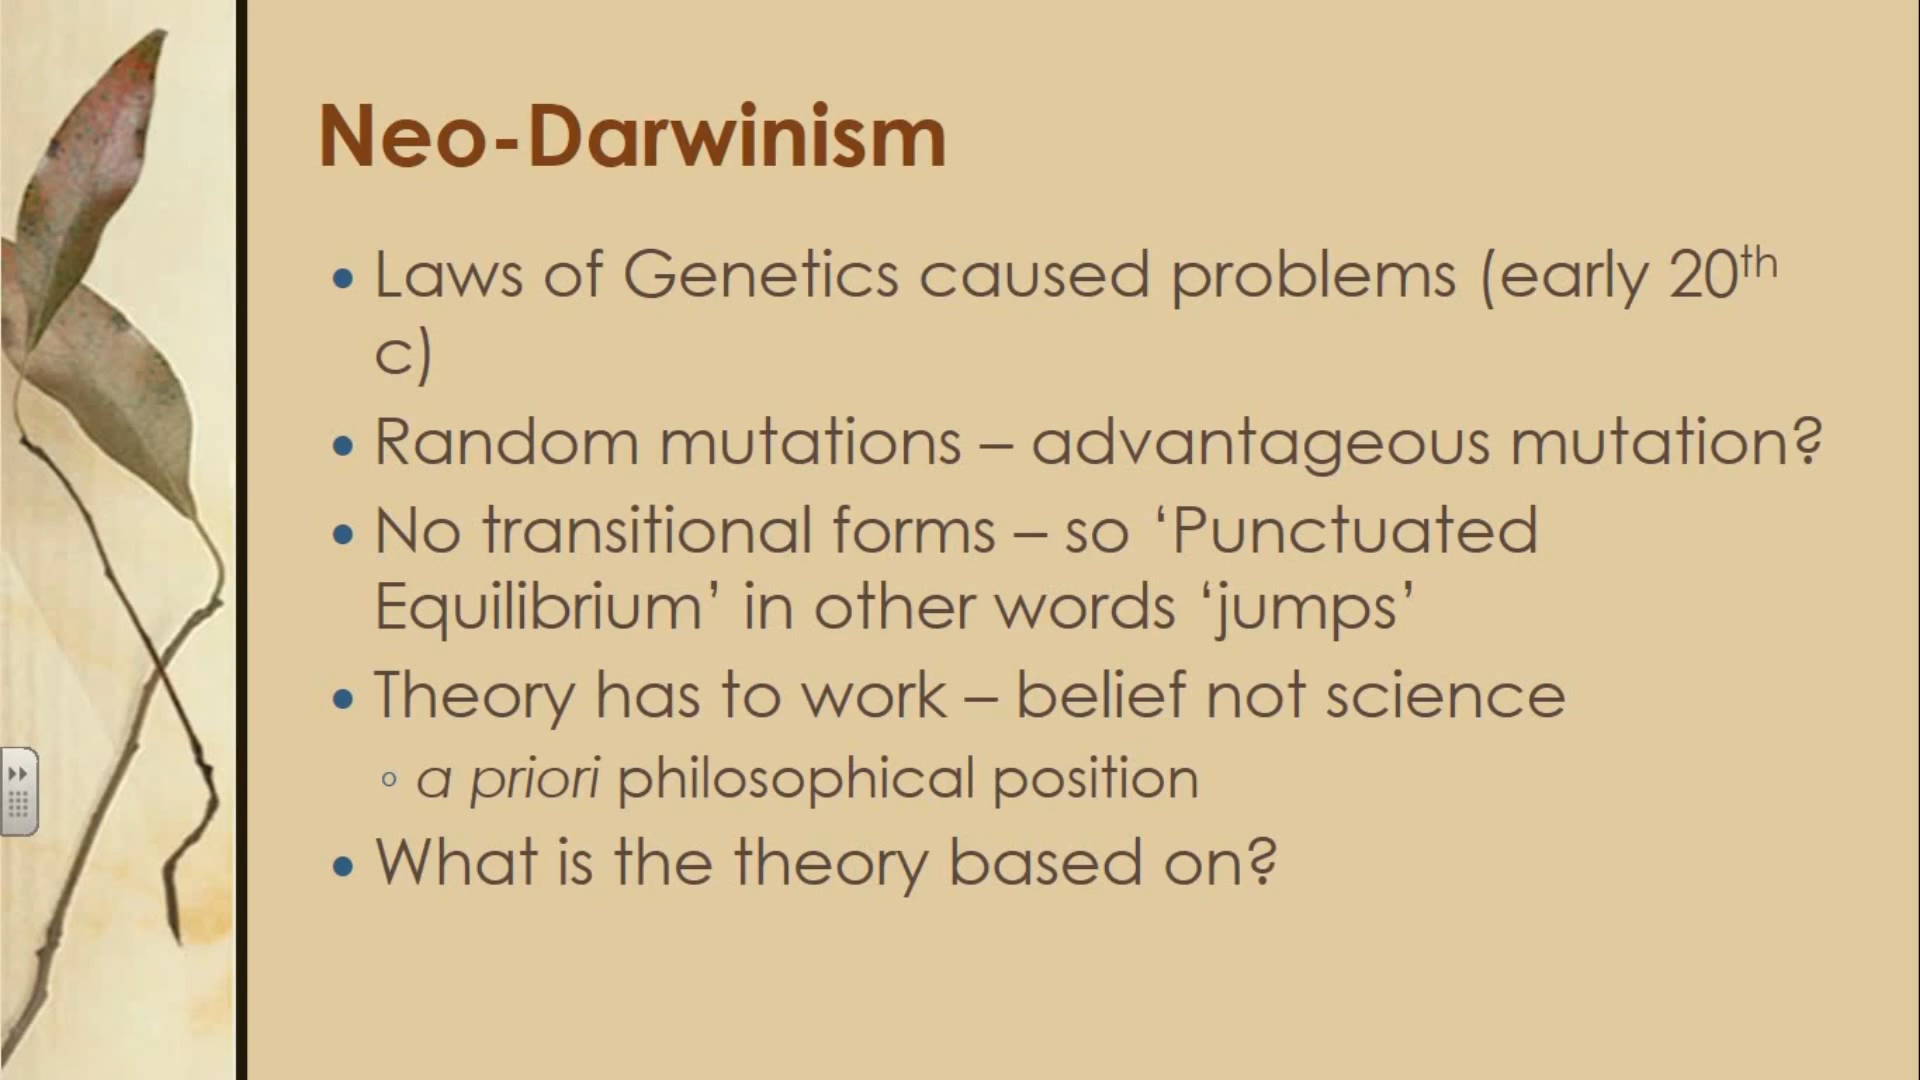 Neo-Darwinism
• Laws of Genetics caused problems (early 20th
c)
• Random mutations – advantageous mutation?
• No transitional forms – so ‘Punctuated
Equilibrium’ in other words ‘jumps’
• Theory has to work – belief not science
◦ a priori philosophical position
• What is the theory based on?